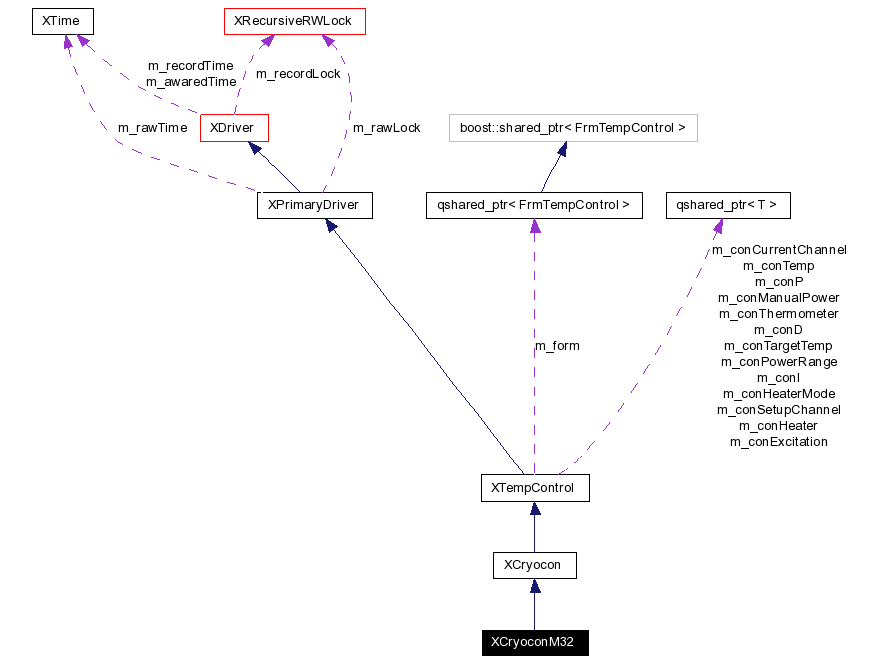 XTime
XRecursiveRWLock
m_recordTime
m_awaredTime
m_recordLock
m_rawTime
XDriver
m_rawLock
boost::shared_ptr< FrmTempControl >
XPrimaryDriver
qshared_ptr< FrmTempControl >
qshared_ptr< T >
m_conCurrentChannel
m_conTemp
m_conP
m_conManualPower
m_conThermometer
m_conD
m_conTargetTemp
m_conPowerRange
m_conI
m_conHeaterMode
m_conSetupChannel
m_conHeater
m_conExcitation
m_form
XTempControl
XCryocon
XCryoconM32